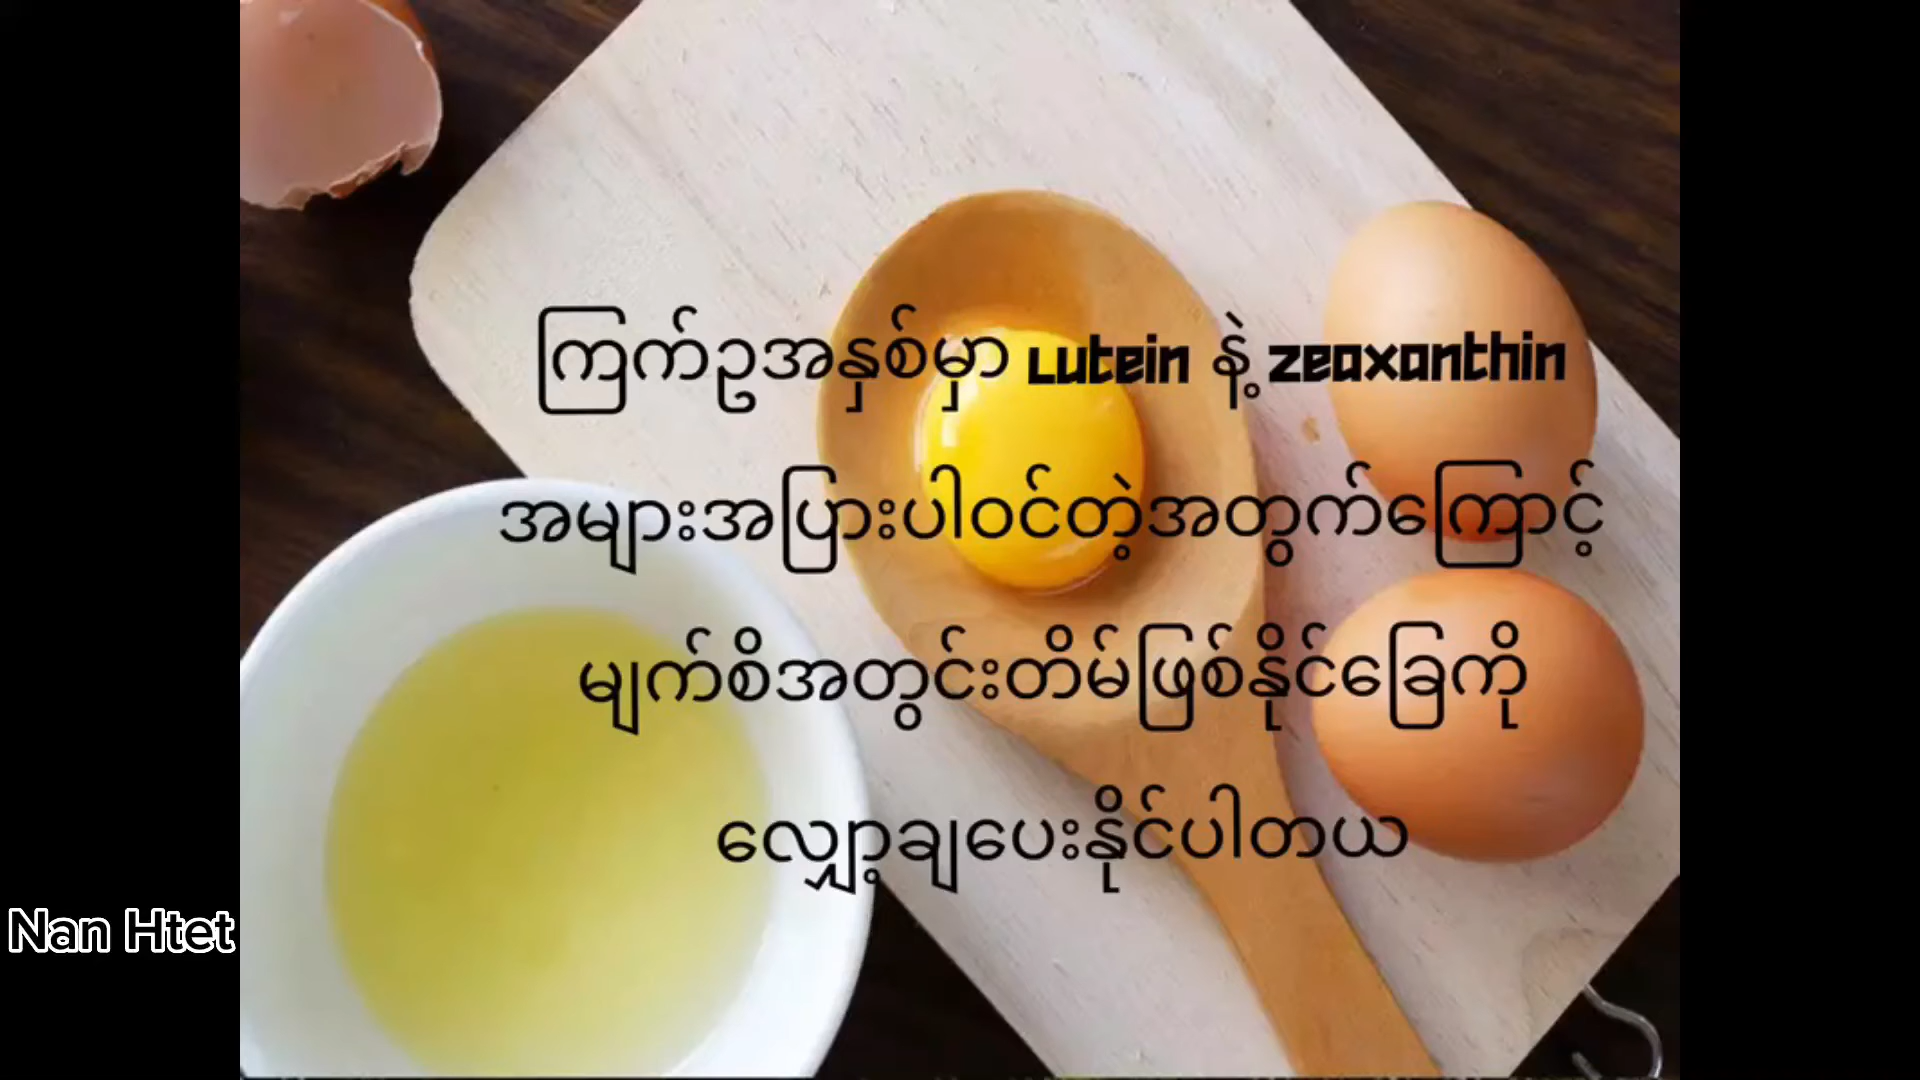 ကြက်ဥအနှစ်မှာ Lutein နဲ့ zeaxanthin
အများအပြားပါဝင်တဲ့အတွက်ကြောင့်
မျက်စိအတွင်းတိမ်ဖြစ်နိုင်ခြေကို
လျှော့ချပေးနိုင်ပါတယ
Nan Htet